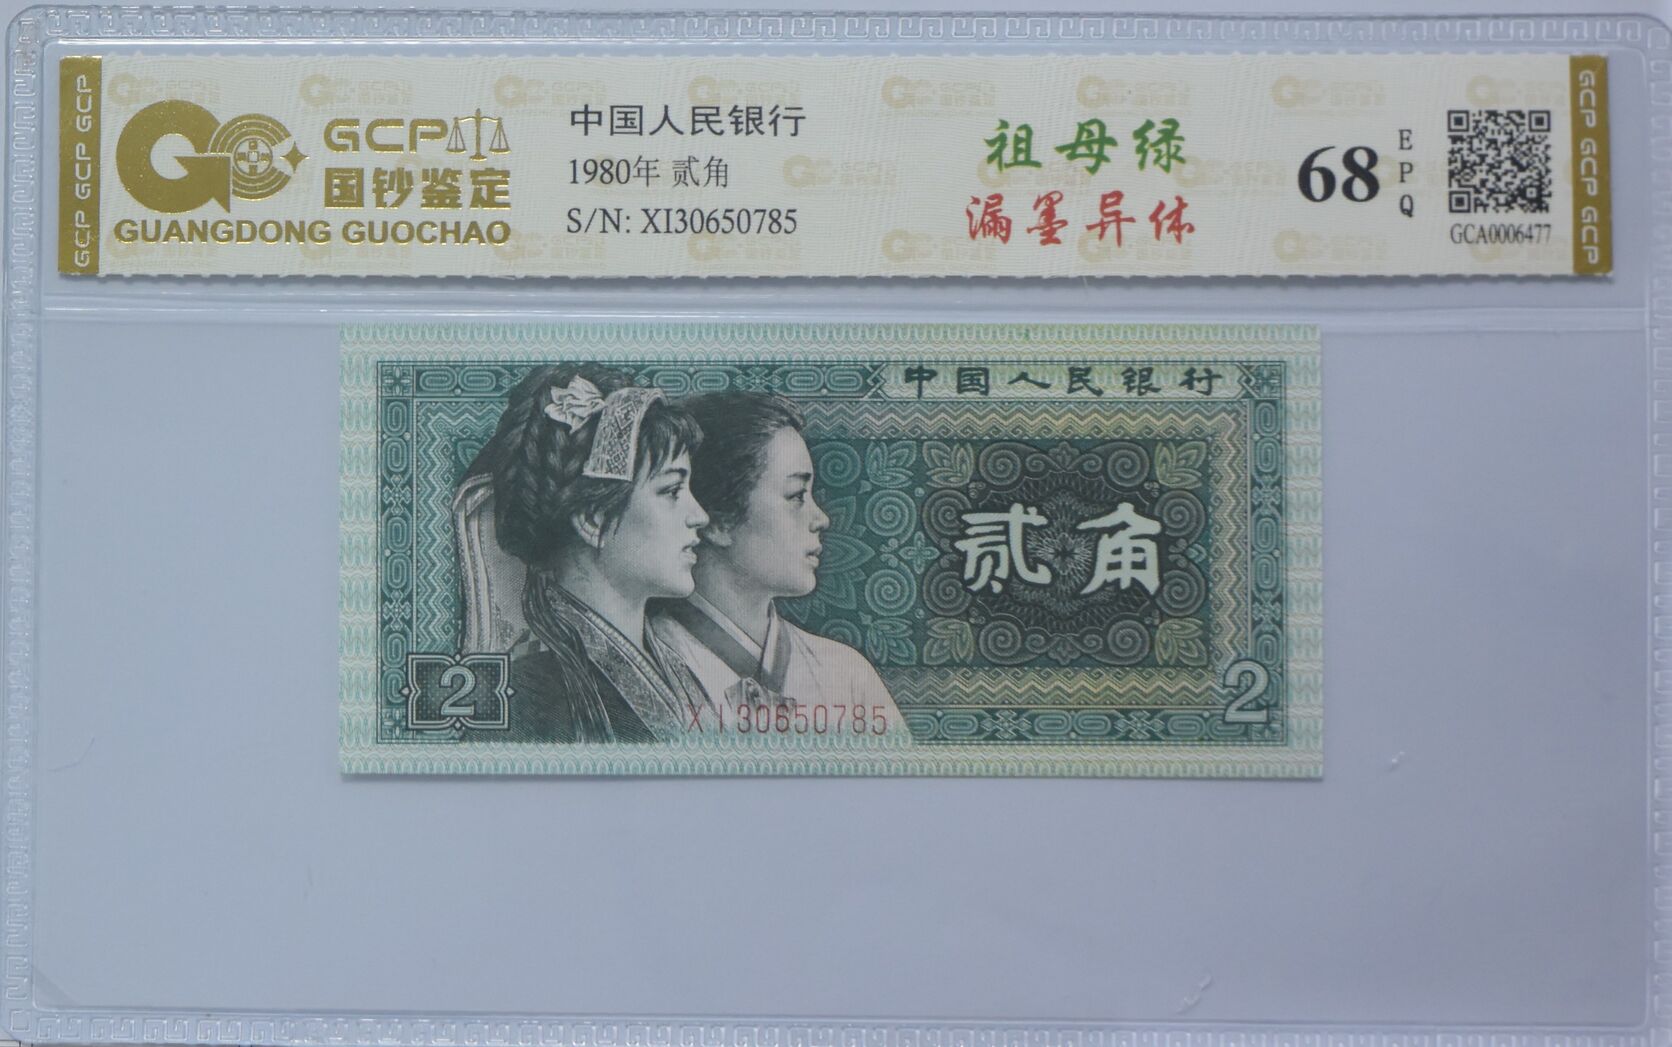 GCP GCP GCP
GCP
国钞鉴定
GUANGDONG GUOCHAO
中国人民银行
1980年 贰角
S/N: XI30650785
祖母绿
漏墨异体
68
EPQ
GCA0006477
GCP GCP GCP
中国人民银行
贰角
2
XI30650785
2